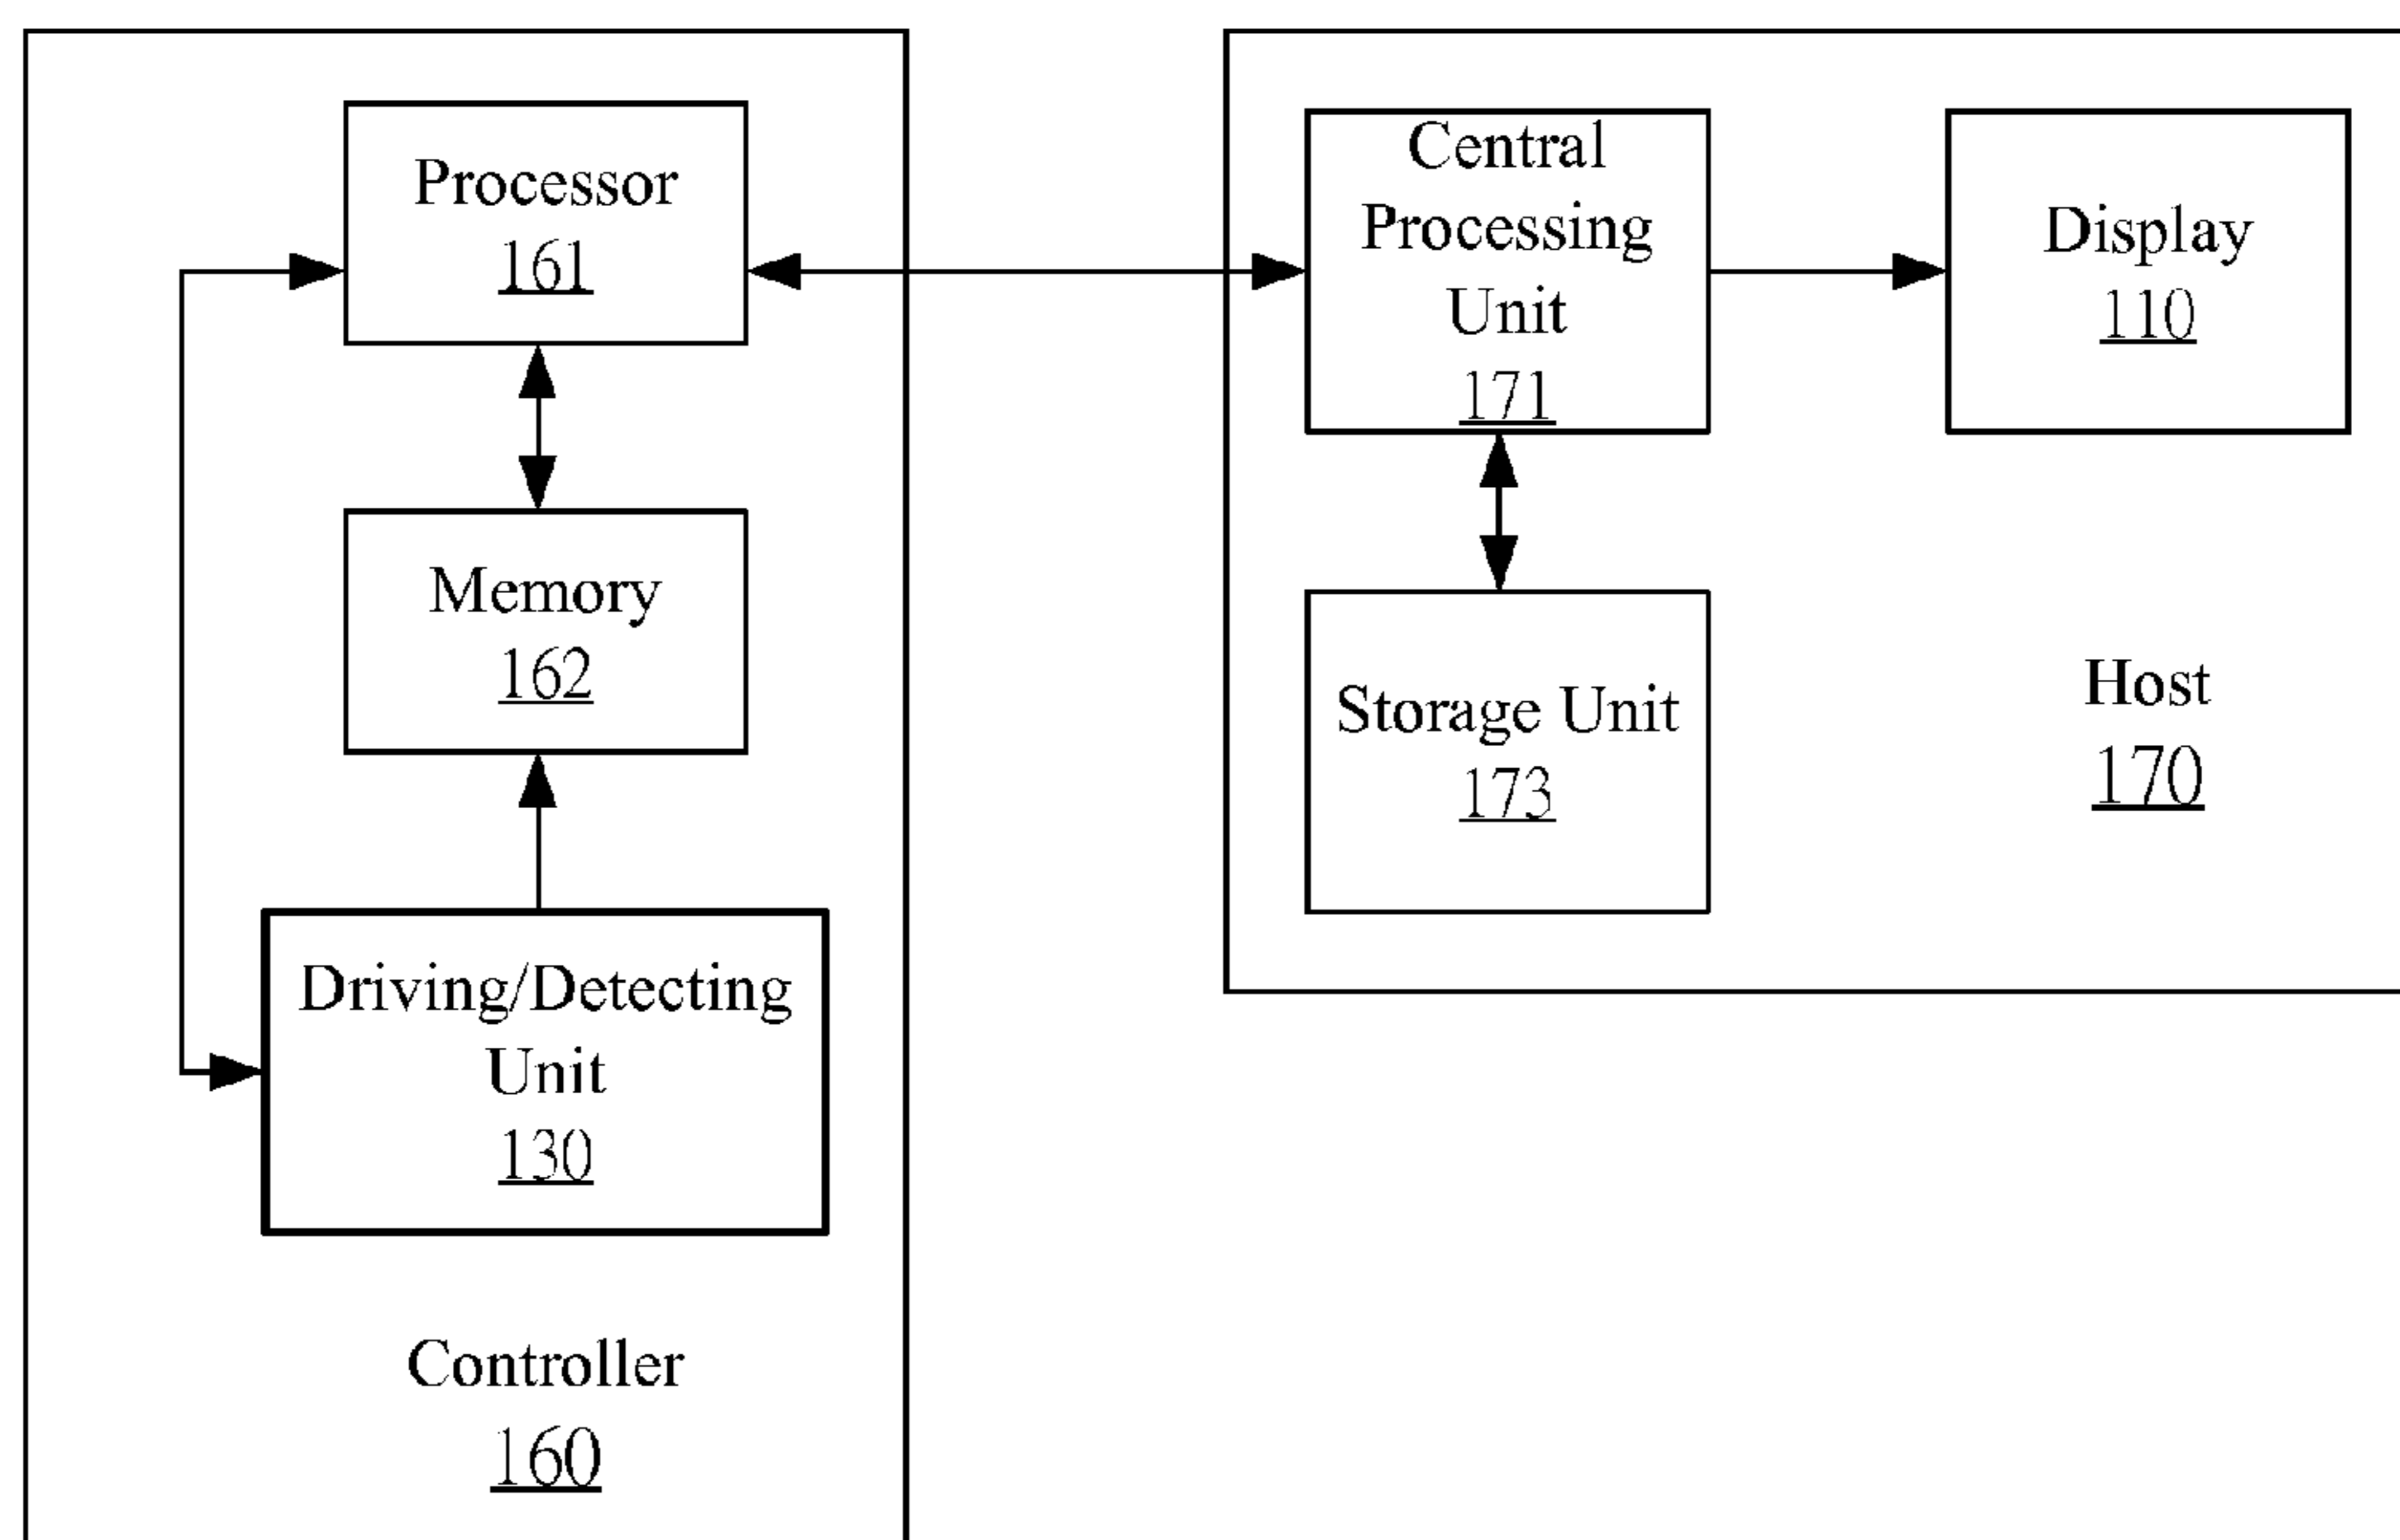 Processor
161
Memory
162
Driving/Detecting
Unit
130
Controller
160
Central
Processing
Unit
171
Display
110
Storage Unit
173
Host
170